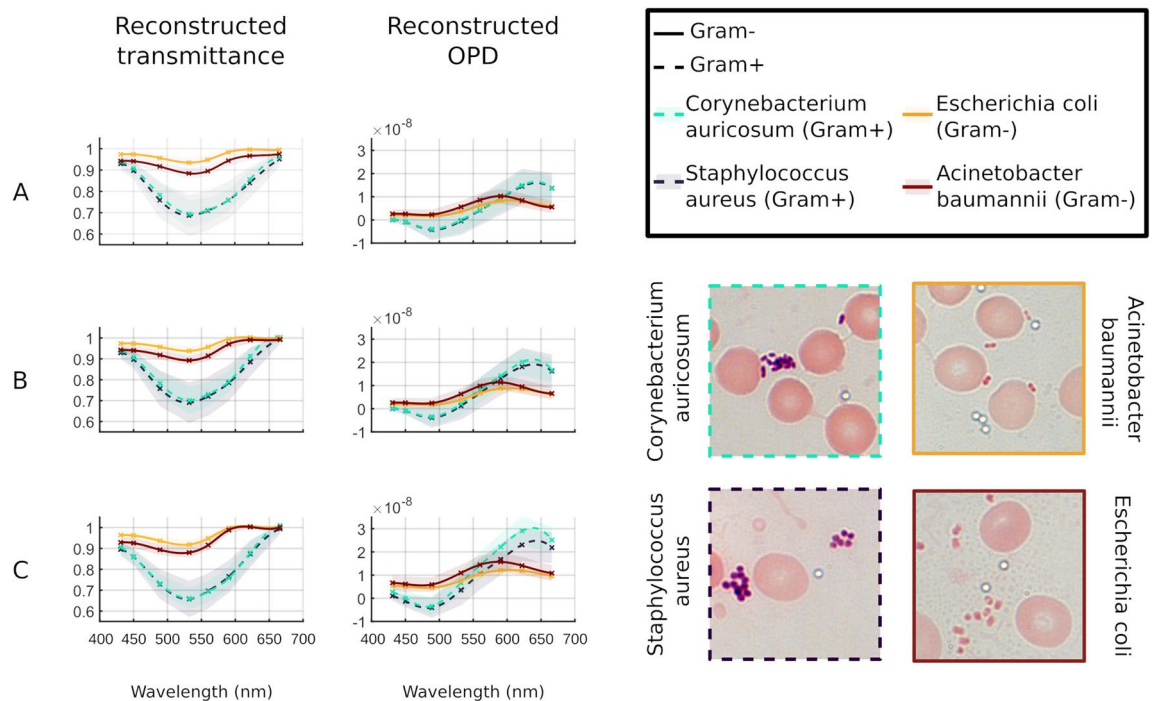 Reconstructed
transmittance
Reconstructed
OPD
Gram-
Gram+
Corynebacterium
auricosum (Gram+)
Escherichia coli
(Gram-)
Staphylococcus
aureus (Gram+)
Acinetobacter
baumannii (Gram-)
A
1
0.9
0.8
0.7
0.6
×10-8
3
2
1
0
-1
B
1
0.9
0.8
0.7
0.6
×10-8
3
2
1
0
-1
C
1
0.9
0.8
0.7
0.6
400 450 500 550 600 650 700
Wavelength (nm)
×10-8
3
2
1
0
-1
400 450 500 550 600 650 700
Wavelength (nm)
Corynebacterium
auricosum
Acinetobacter
baumannii
Staphylococcus
aureus
Escherichia coli